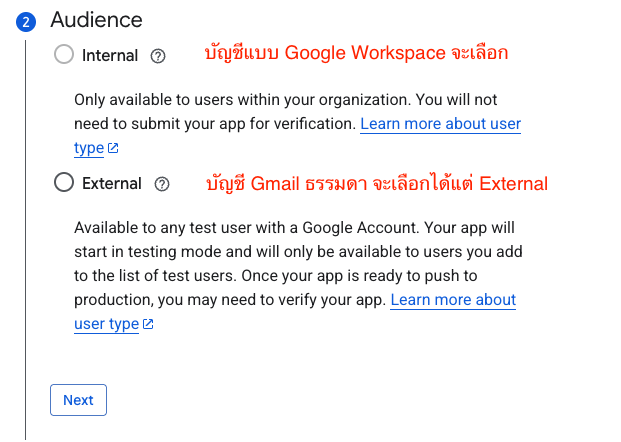 2 Audience
Internal บัญชีแบบ Google Workspace จะเลือก
Only available to users within your organization. You will not
need to submit your app for verification. Learn more about user
type
External บัญชี Gmail ธรรมดา จะเลือกได้แต่ External
Available to any test user with a Google Account. Your app will
start in testing mode and will only be available to users you add
to the list of test users. Once your app is ready to push to
production, you may need to verify your app. Learn more about
user type
Next